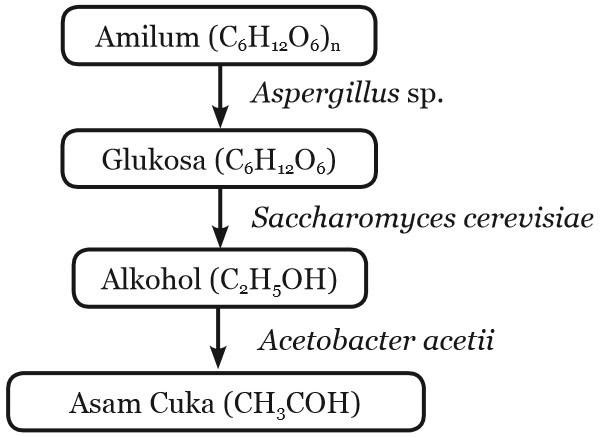 Amilum (C₆H₁₂O₆)ₙ
Aspergillus sp.
Glukosa (C₆H₁₂O₆)
Saccharomyces cerevisiae
Alkohol (C₂H₅OH)
Acetobacter acetii
Asam Cuka (CH₃COH)